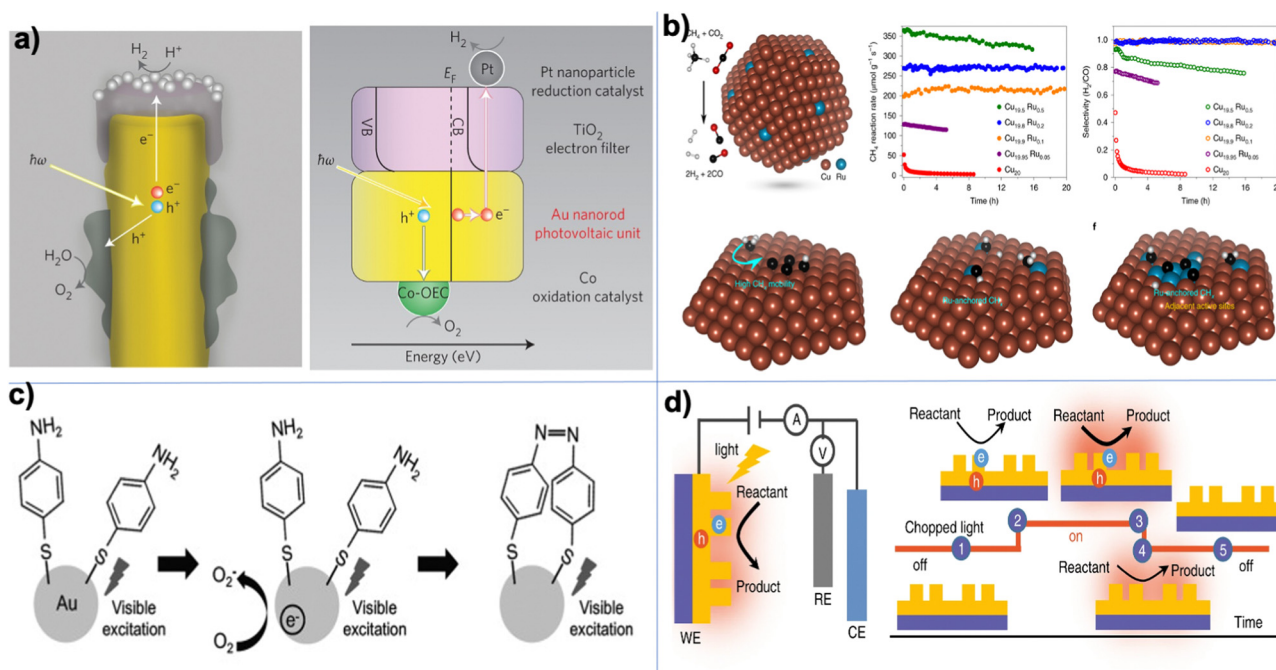 a)
H2
H+
e−
ħω
e−
h+
h+
H2O
O2
H2
Pt
EF
Pt nanoparticle
reduction catalyst
VB
CB
TiO2
electron filter
ħω
h+
e−
Au nanorod
photovoltaic unit
Co-OEC
Co
oxidation catalyst
O2
Energy (eV)
b)
CH4 + CO2
2H2 + 2CO
Cu Ru
CH4 reaction rate (μmol g−1 s−1)
350
300
250
200
150
100
50
0
Cu19.5 Ru0.5
Cu19.8 Ru0.2
Cu19.9 Ru0.1
Cu19.95 Ru0.05
Cu20
0 4 8 12 16 20
Time (h)
Selectivity (H2/CO)
1.0
0.8
0.6
0.4
0.2
0
Cu19.5 Ru0.5
Cu19.8 Ru0.2
Cu19.9 Ru0.1
Cu19.95 Ru0.05
Cu20
0 4 8 12 16 20
Time (h)
f
High CHx mobility
Ru-anchored CHx
Ru-anchored CHx
Adjacent active sites
c)
NH2
NH2
S
S
Au
Visible
excitation
NH2
NH2
S
S
O2-
O2
e-
Visible
excitation
N=N
S
S
Visible
excitation
d)
A
V
light
Reactant
e
h
Product
WE
RE
CE
Reactant Product
e
h
Reactant Product
e
h
Chopped light
off
1
2
on
3
4
5
off
Reactant Product
Time